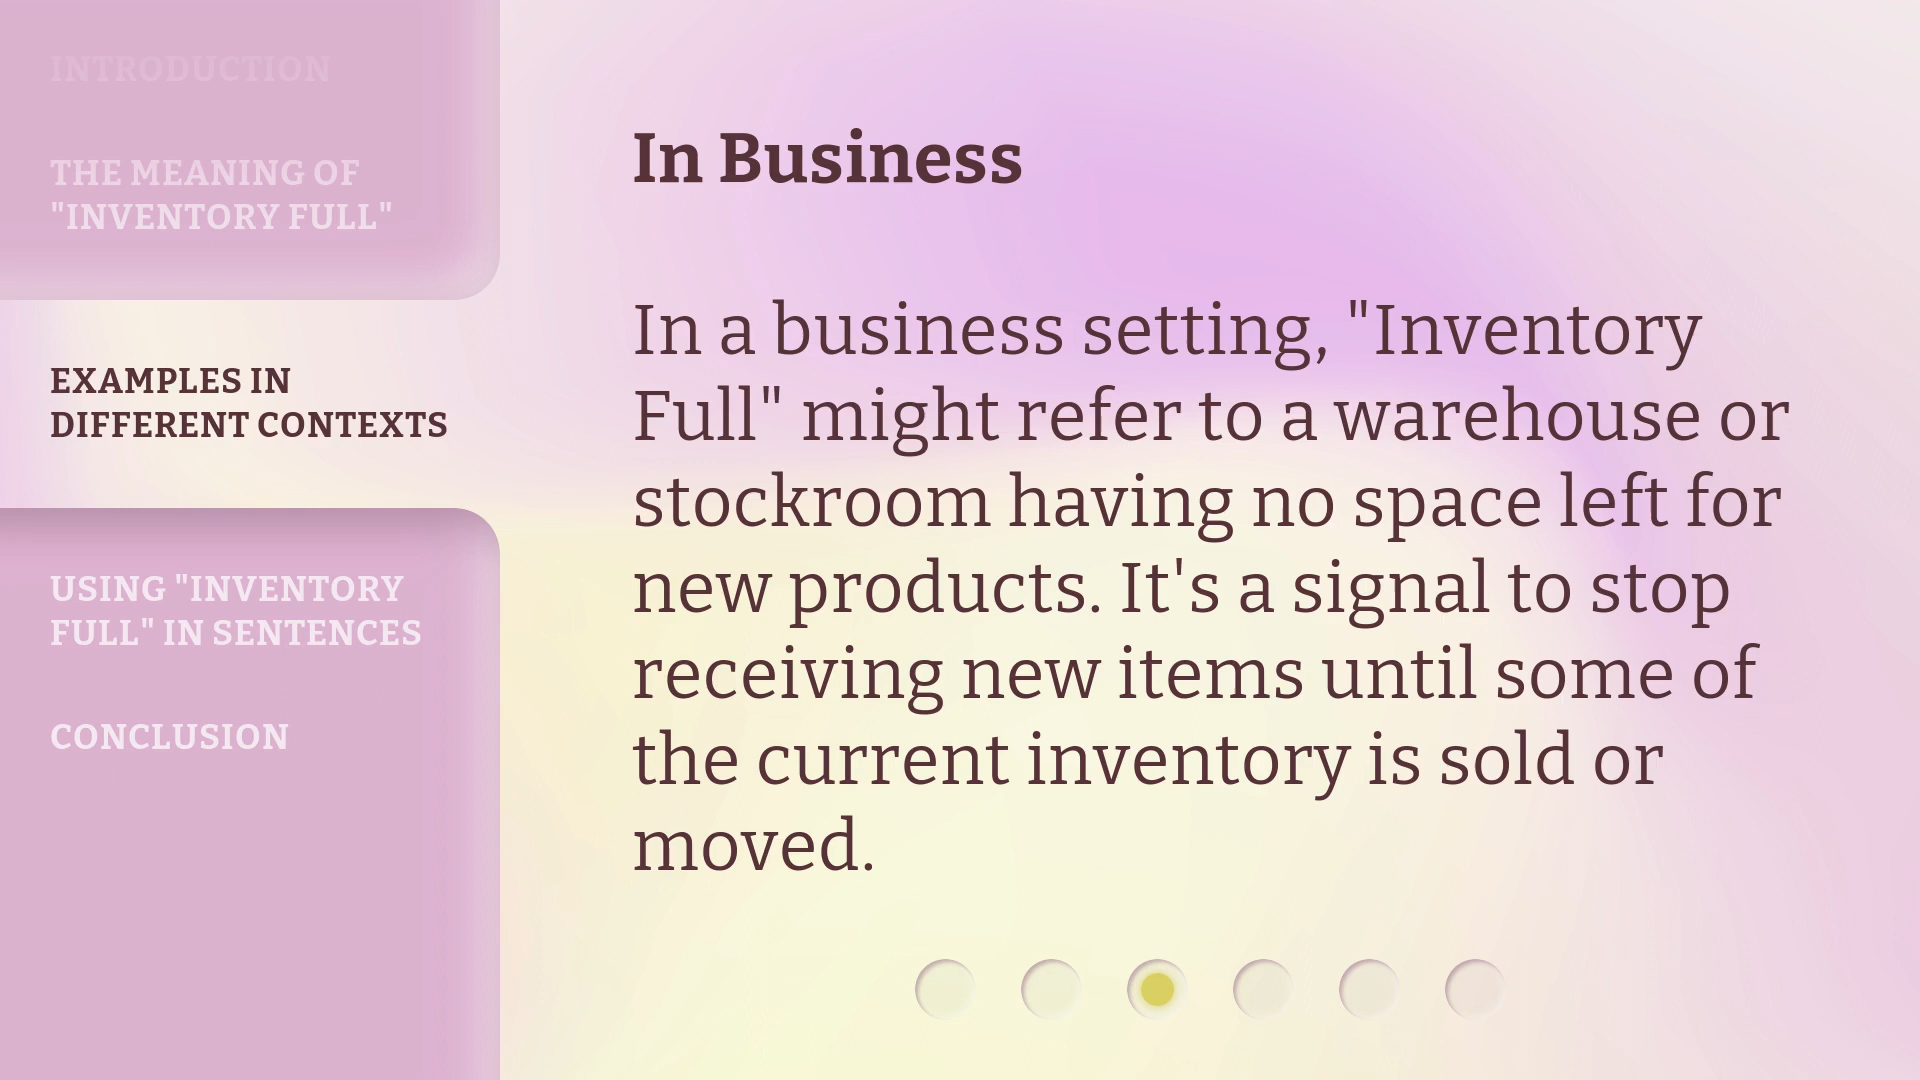 INTRODUCTION
THE MEANING OF
"INVENTORY FULL"
EXAMPLES IN
DIFFERENT CONTEXTS
USING "INVENTORY
FULL" IN SENTENCES
CONCLUSION
In Business
In a business setting, "Inventory
Full" might refer to a warehouse or
stockroom having no space left for
new products. It's a signal to stop
receiving new items until some of
the current inventory is sold or
moved.